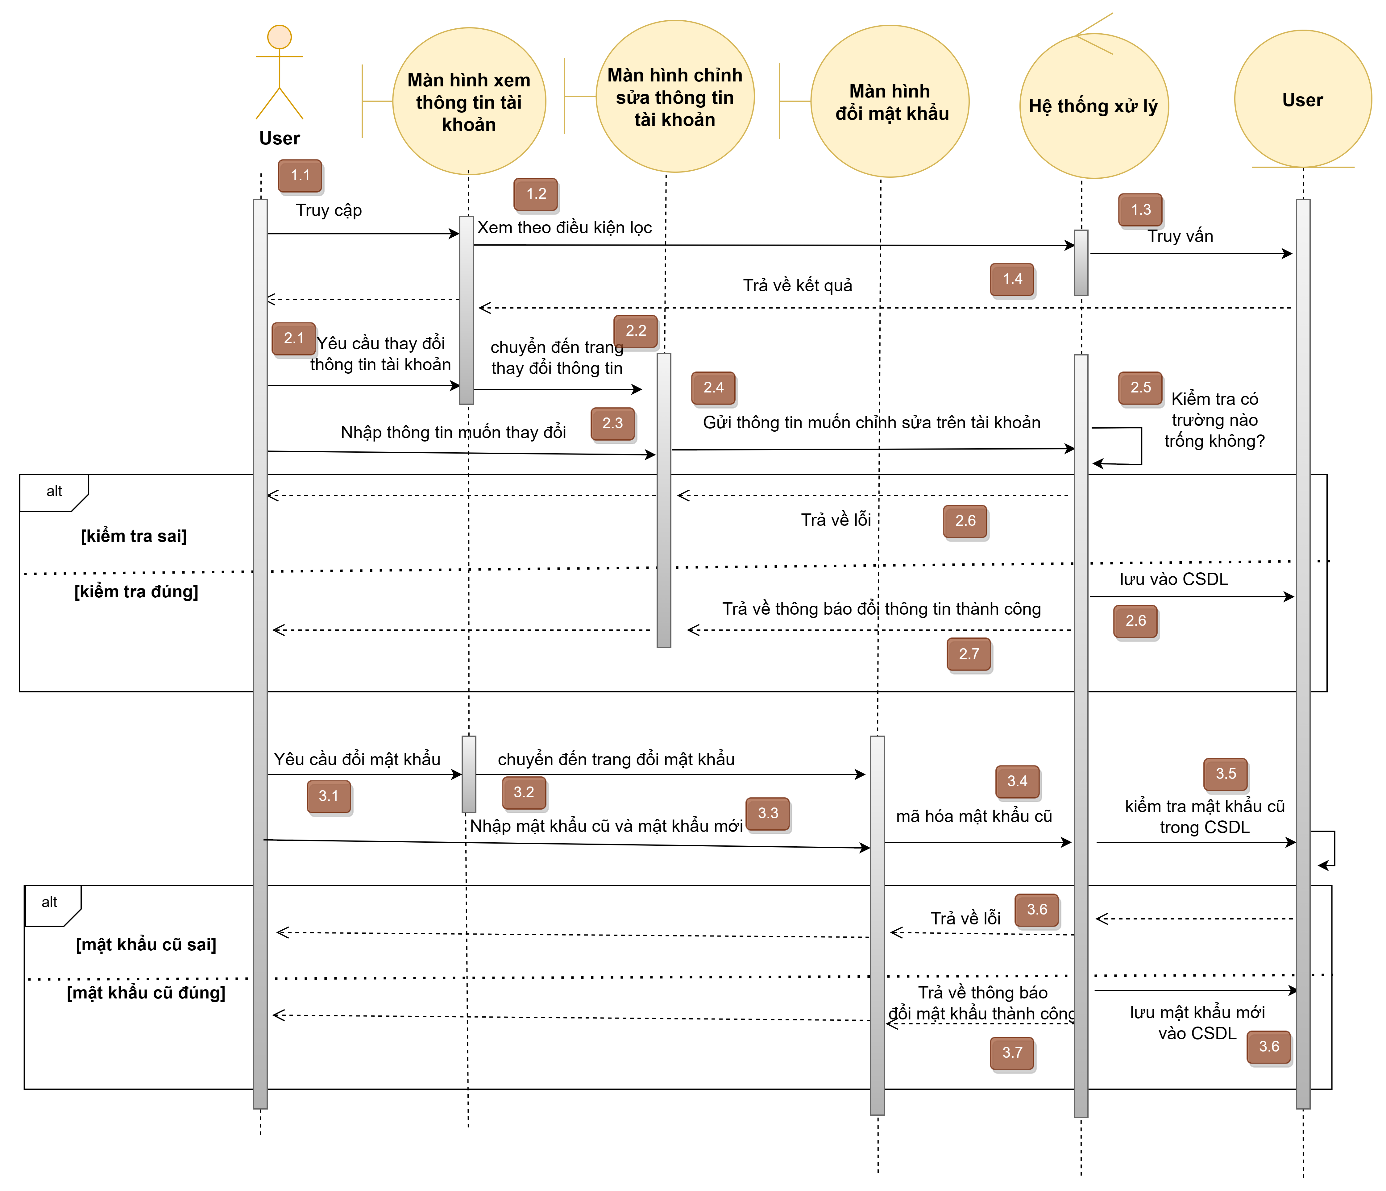 User
Màn hình xem
thông tin tài
khoản
Màn hình chỉnh
sửa thông tin
tài khoản
Màn hình
đổi mật khẩu
Hệ thống xử lý
User
1.1
Truy cập
1.2
Xem theo điều kiện lọc
1.3
Truy vấn
1.4
Trả về kết quả
2.1
Yêu cầu thay đổi
thông tin tài khoản
2.2
chuyển đến trang
thay đổi thông tin
2.3
Nhập thông tin muốn thay đổi
2.4
Gửi thông tin muốn chỉnh sửa trên tài khoản
2.5
Kiểm tra có
trường nào
trống không?
alt
[kiểm tra sai]
Trả về lỗi
2.6
[kiểm tra đúng]
lưu vào CSDL
2.6
Trả về thông báo đổi thông tin thành công
2.7
Yêu cầu đổi mật khẩu
3.1
chuyển đến trang đổi mật khẩu
3.2
3.3
Nhập mật khẩu cũ và mật khẩu mới
3.4
mã hóa mật khẩu cũ
3.5
kiểm tra mật khẩu cũ
trong CSDL
alt
[mật khẩu cũ sai]
Trả về lỗi
3.6
[mật khẩu cũ đúng]
Trả về thông báo
đổi mật khẩu thành công
3.7
lưu mật khẩu mới
vào CSDL
3.6